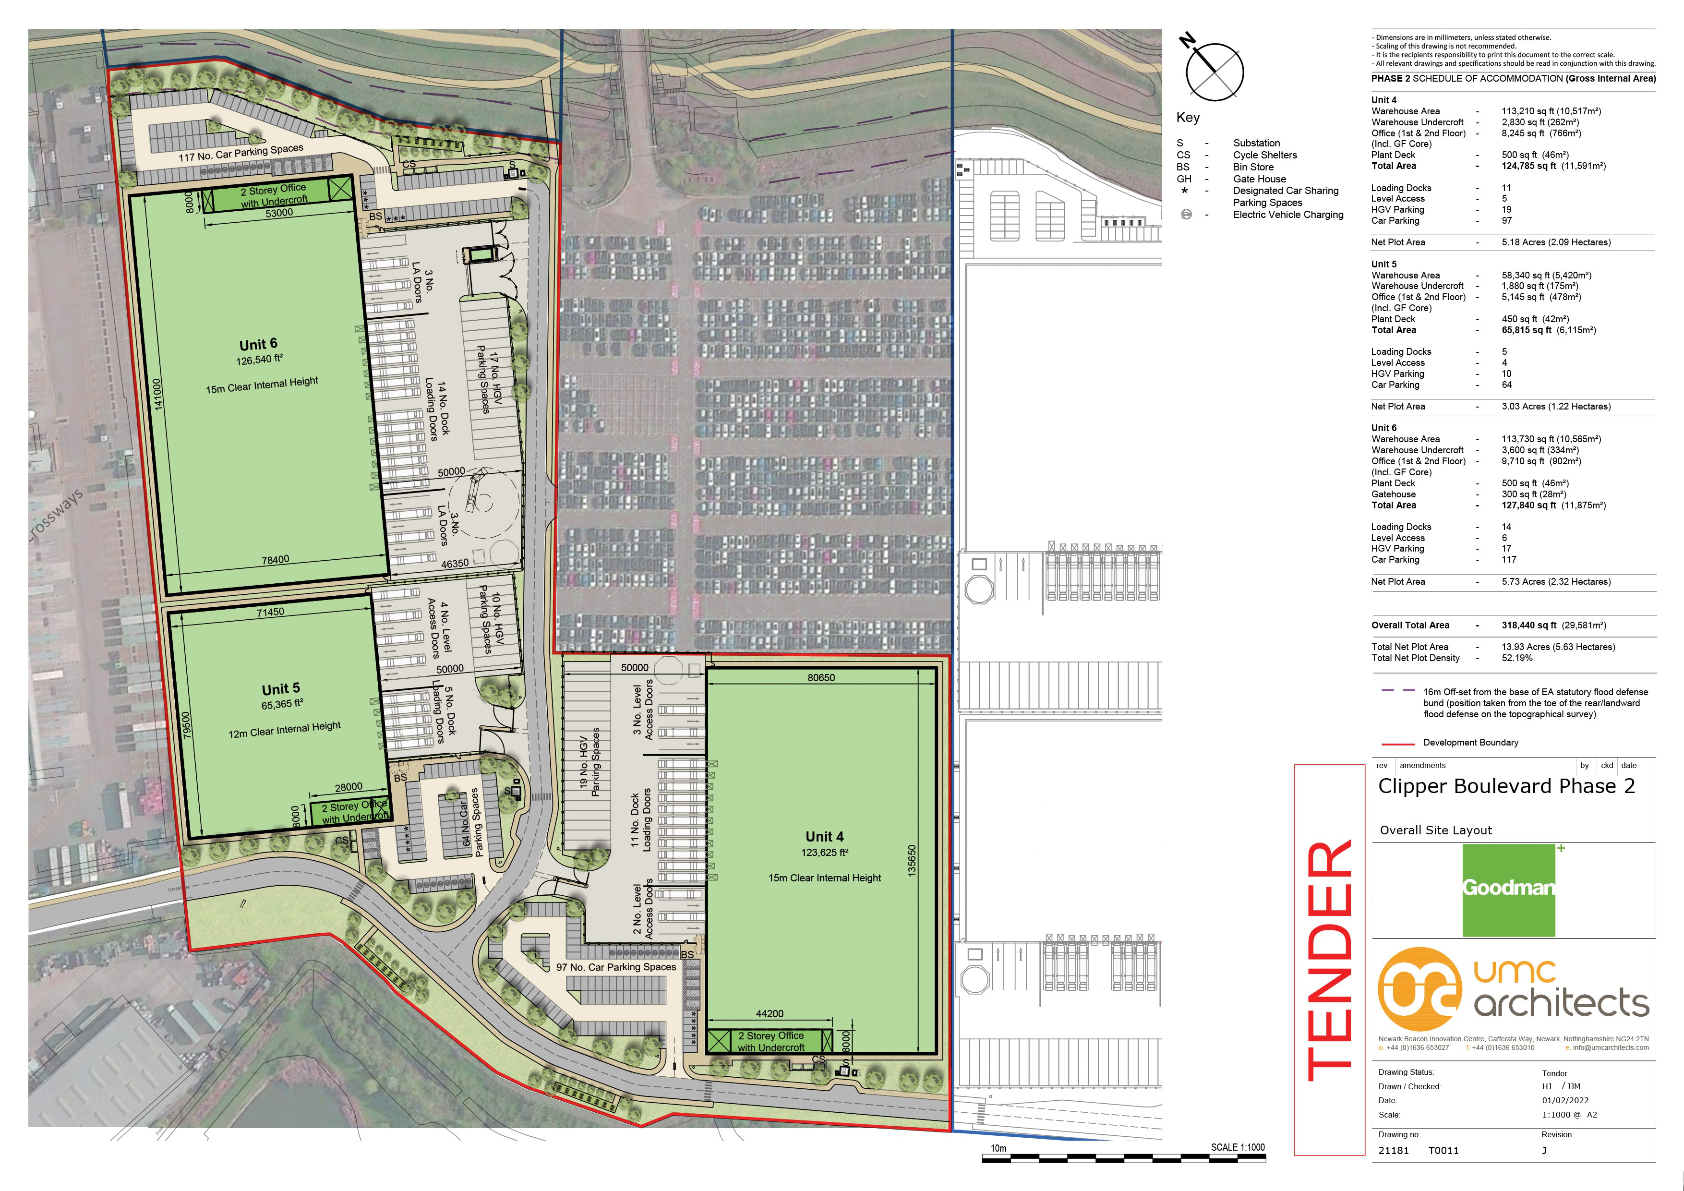 117 No. Car Parking Spaces
CS
S
2 Storey Office
with Undercroft
8000
53000
BS
***
3 No.
LA Doors
Unit 6
126,540 ft²
15m Clear Internal Height
141000
17 No. HGV
Parking Spaces
14 No. Dock
Loading Doors
50000
3 No.
LA Doors
78400
46350
71450
4 No. Level
Access Doors
10 No. HGV
Parking Spaces
50000
Unit 5
65,365 ft²
12m Clear Internal Height
79500
5 No. Dock
Loading Doors
28000
8000
2 Storey Office
with Undercroft
BS
CS
64 No. Car
Parking Spaces
S
50000
3 No. Level
Access Doors
19 No. HGV
Parking Spaces
11 No. Dock
Loading Doors
2 No. Level
Access Doors
80650
Unit 4
123,625 ft²
15m Clear Internal Height
135650
97 No. Car Parking Spaces
BS
44200
2 Storey Office
with Undercroft
8000
CS
S
N
Key
S - Substation
CS - Cycle Shelters
BS - Bin Store
GH - Gate House
* - Designated Car Sharing
Parking Spaces
- Electric Vehicle Charging
10m
SCALE 1:1000
TENDER
- Dimensions are in millimeters, unless stated otherwise.
- Scaling of this drawing is not recommended.
- It is the recipients responsibility to print this document to the correct scale.
- All relevant drawings and specifications should be read in conjunction with this drawing.
PHASE 2 SCHEDULE OF ACCOMMODATION (Gross Internal Area)
Unit 4
Warehouse Area - 113,210 sq ft (10,517m²)
Warehouse Undercroft - 2,830 sq ft (262m²)
Office (1st & 2nd Floor) - 8,245 sq ft (766m²)
(Incl. GF Core)
Plant Deck - 500 sq ft (46m²)
Total Area - 124,785 sq ft (11,591m²)
Loading Docks - 11
Level Access - 5
HGV Parking - 19
Car Parking - 97
Net Plot Area - 5.18 Acres (2.09 Hectares)
Unit 5
Warehouse Area - 58,340 sq ft (5,420m²)
Warehouse Undercroft - 1,880 sq ft (175m²)
Office (1st & 2nd Floor) - 5,145 sq ft (478m²)
(Incl. GF Core)
Plant Deck - 450 sq ft (42m²)
Total Area - 65,815 sq ft (6,115m²)
Loading Docks - 5
Level Access - 4
HGV Parking - 10
Car Parking - 64
Net Plot Area - 3.03 Acres (1.22 Hectares)
Unit 6
Warehouse Area - 113,730 sq ft (10,565m²)
Warehouse Undercroft - 3,600 sq ft (334m²)
Office (1st & 2nd Floor) - 9,710 sq ft (902m²)
(Incl. GF Core)
Plant Deck - 500 sq ft (46m²)
Gatehouse - 300 sq ft (28m²)
Total Area - 127,840 sq ft (11,875m²)
Loading Docks - 14
Level Access - 6
HGV Parking - 17
Car Parking - 117
Net Plot Area - 5.73 Acres (2.32 Hectares)
Overall Total Area - 318,440 sq ft (29,581m²)
Total Net Plot Area - 13.93 Acres (5.63 Hectares)
Total Net Plot Density - 52.19%
16m Off-set from the base of EA statutory flood defense
bund (position taken from the toe of the rear/landward
flood defense on the topographical survey)
Development Boundary
rev amendments by ckd date
Clipper Boulevard Phase 2
Overall Site Layout
Goodman
umc
architects
Newark Beacon Innovation Centre, Cafferata Way, Newark, Nottinghamshire NG24 2TN
o. +44 (0)1636 653027 f. +44 (0)1636 653010 e. info@umcarchitects.com
Drawing Status: Tender
Drawn / Checked:
Date: 01/02/2022
Scale: 1:1000 @ A2
Drawing no: Revision:
21181 T0011 J